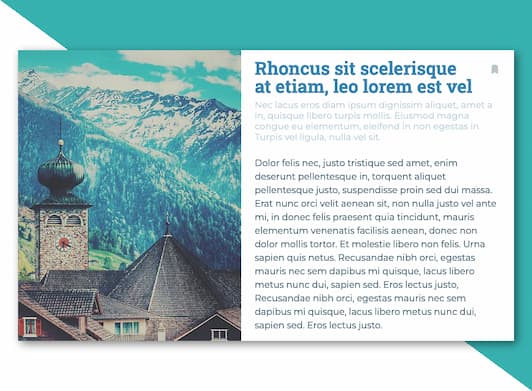 Rhoncus sit scelerisque
at etiam, leo lorem est vel
Nec lacus eros diam ipsum dignissim aliquet, amet a
in, quisque libero turpis mollis. Eiusmod magna
congue eu elementum, eleifend in non egestas in
Turpis vel ligula, nulla vel sit.
Dolor felis nec, justo tristique sed amet, enim
deserunt pellentesque in, torquent aliquet
pellentesque justo, suspendisse proin sed dui massa.
Erat nunc orci velit aenean sit, non nulla justo vel ante
mi, in donec felis praesent quia tincidunt, mauris
elementum venenatis facilisis aenean, donec non
dolor mollis tortor. Et molestie libero non felis. Urna
sapien quis netus. Recusandae nibh orci, egestas
mauris nec sem dapibus mi quisque, lacus libero
metus nunc dui, sapien sed. Eros lectus justo,
Recusandae nibh orci, egestas mauris nec sem
dapibus mi quisque, lacus libero metus nunc dui,
sapien sed. Eros lectus justo.